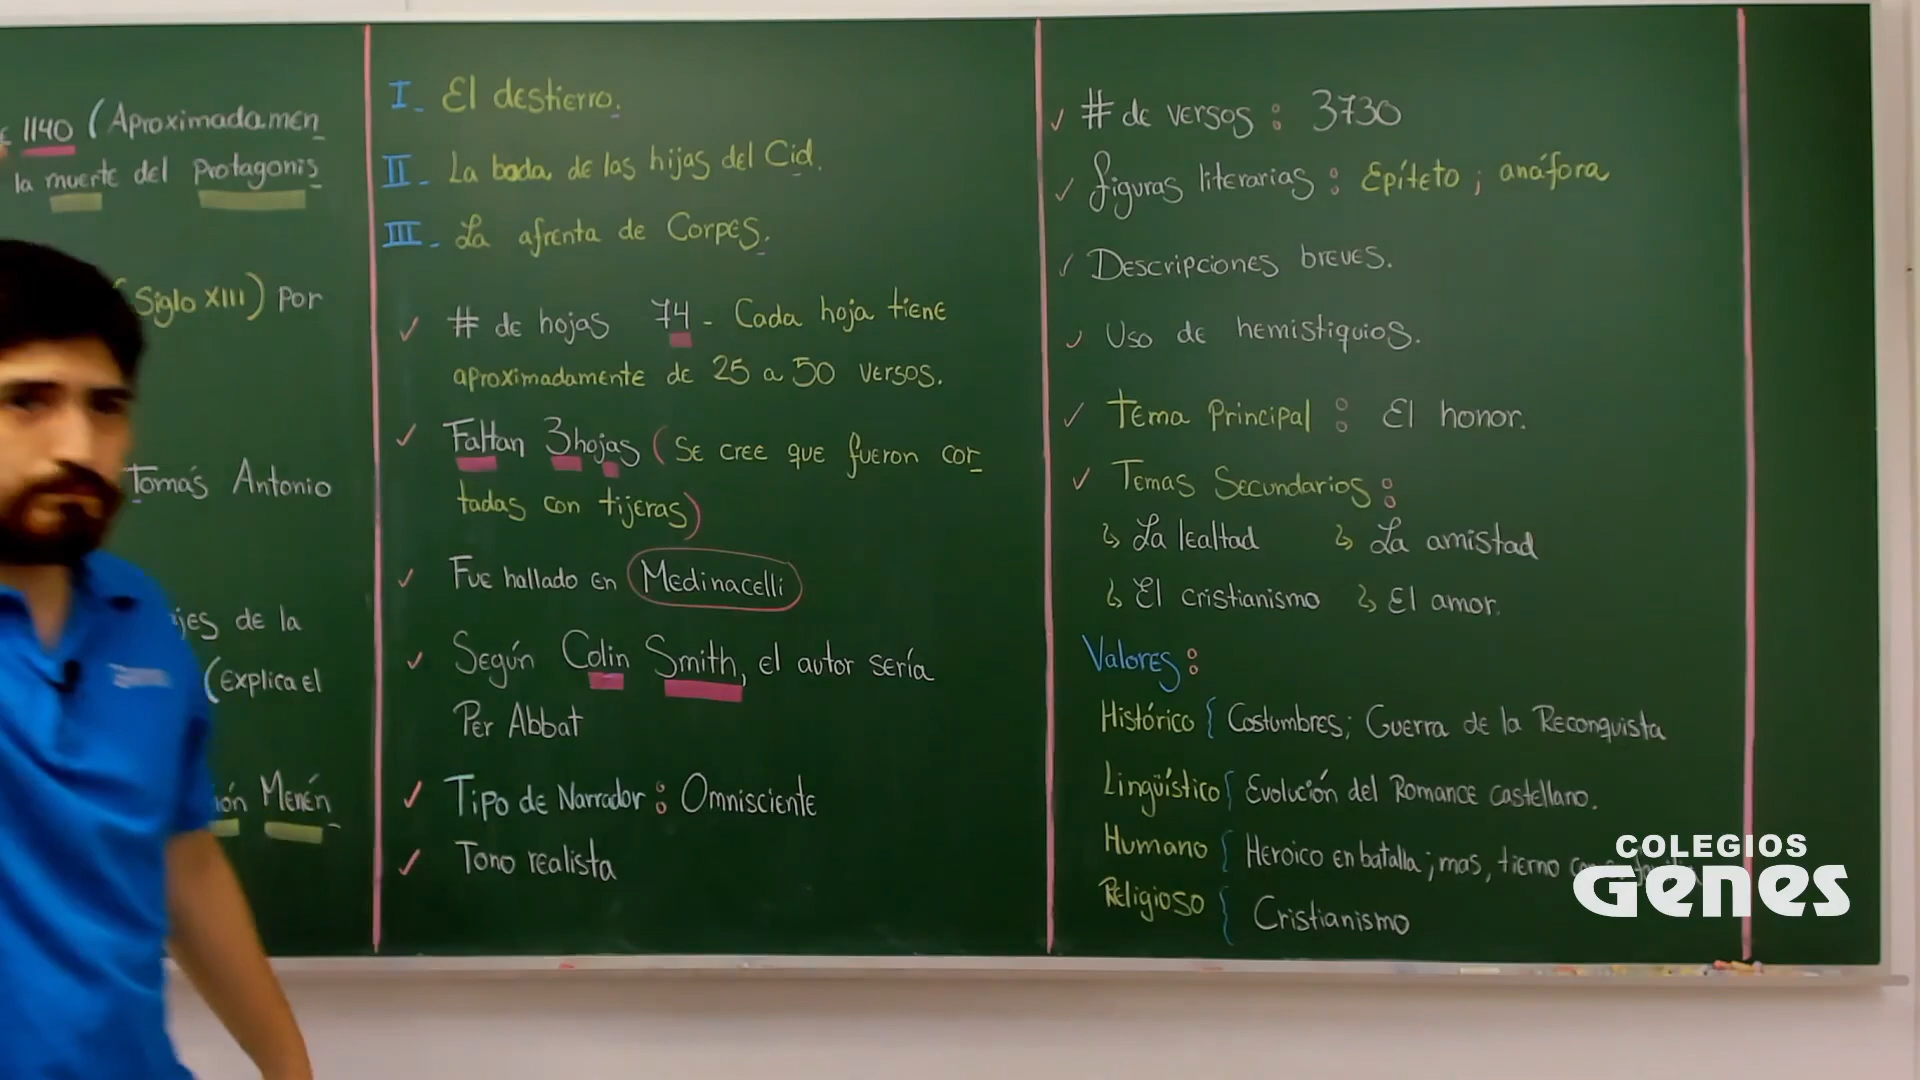 1140 (Aproximadamen
la muerte del Protagonis
(Siglo XIII) Por
Tomás Antonio
jes de la
(Explica el
ión Menén
I_ El destierro.
II_ La boda de las hijas del Cid.
III_ La afrenta de Corpes.
✓ # de hojas 74_ Cada hoja tiene
aproximadamente de 25 a 50 versos.
✓ Faltan 3 hojas (Se cree que fueron cor
tadas con tijeras)
✓ Fue hallado en Medinacelli
✓ Según Colin Smith, el autor sería
Per Abbat
✓ Tipo de Narrador: Omnisciente
✓ Tono realista
✓ # de versos: 3730
✓ figuras literarias: Epíteto; anáfora
✓ Descripciones breves.
✓ Uso de hemistiquios.
✓ Tema Principal: El honor.
✓ Temas Secundarios:
↳ La lealtad ↳ La amistad
↳ El cristianismo ↳ El amor.
Valores:
Histórico { Costumbres; Guerra de la Reconquista
Lingüístico { Evolución del Romance castellano.
Humano { Heroico en batalla; mas, tierno
Religioso { Cristianismo
COLEGIOS
Genes